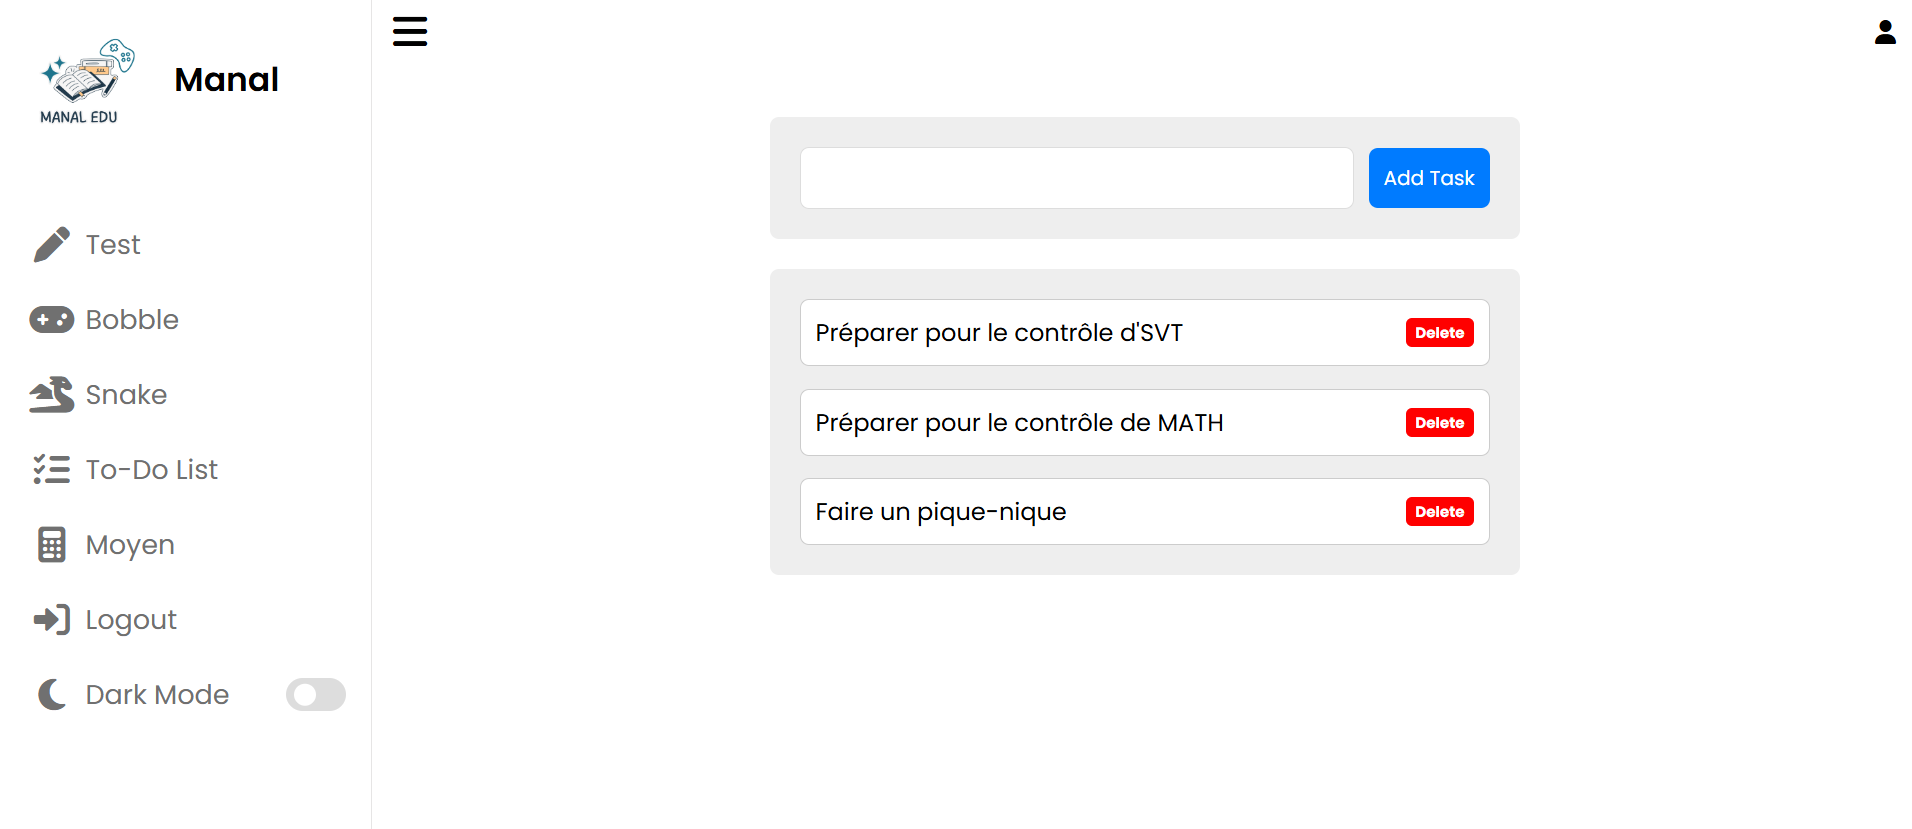 MANAL EDU
Manal
Test
Bobble
Snake
To-Do List
Moyen
Logout
Dark Mode
Add Task
Préparer pour le contrôle d'SVT
Delete
Préparer pour le contrôle de MATH
Delete
Faire un pique-nique
Delete